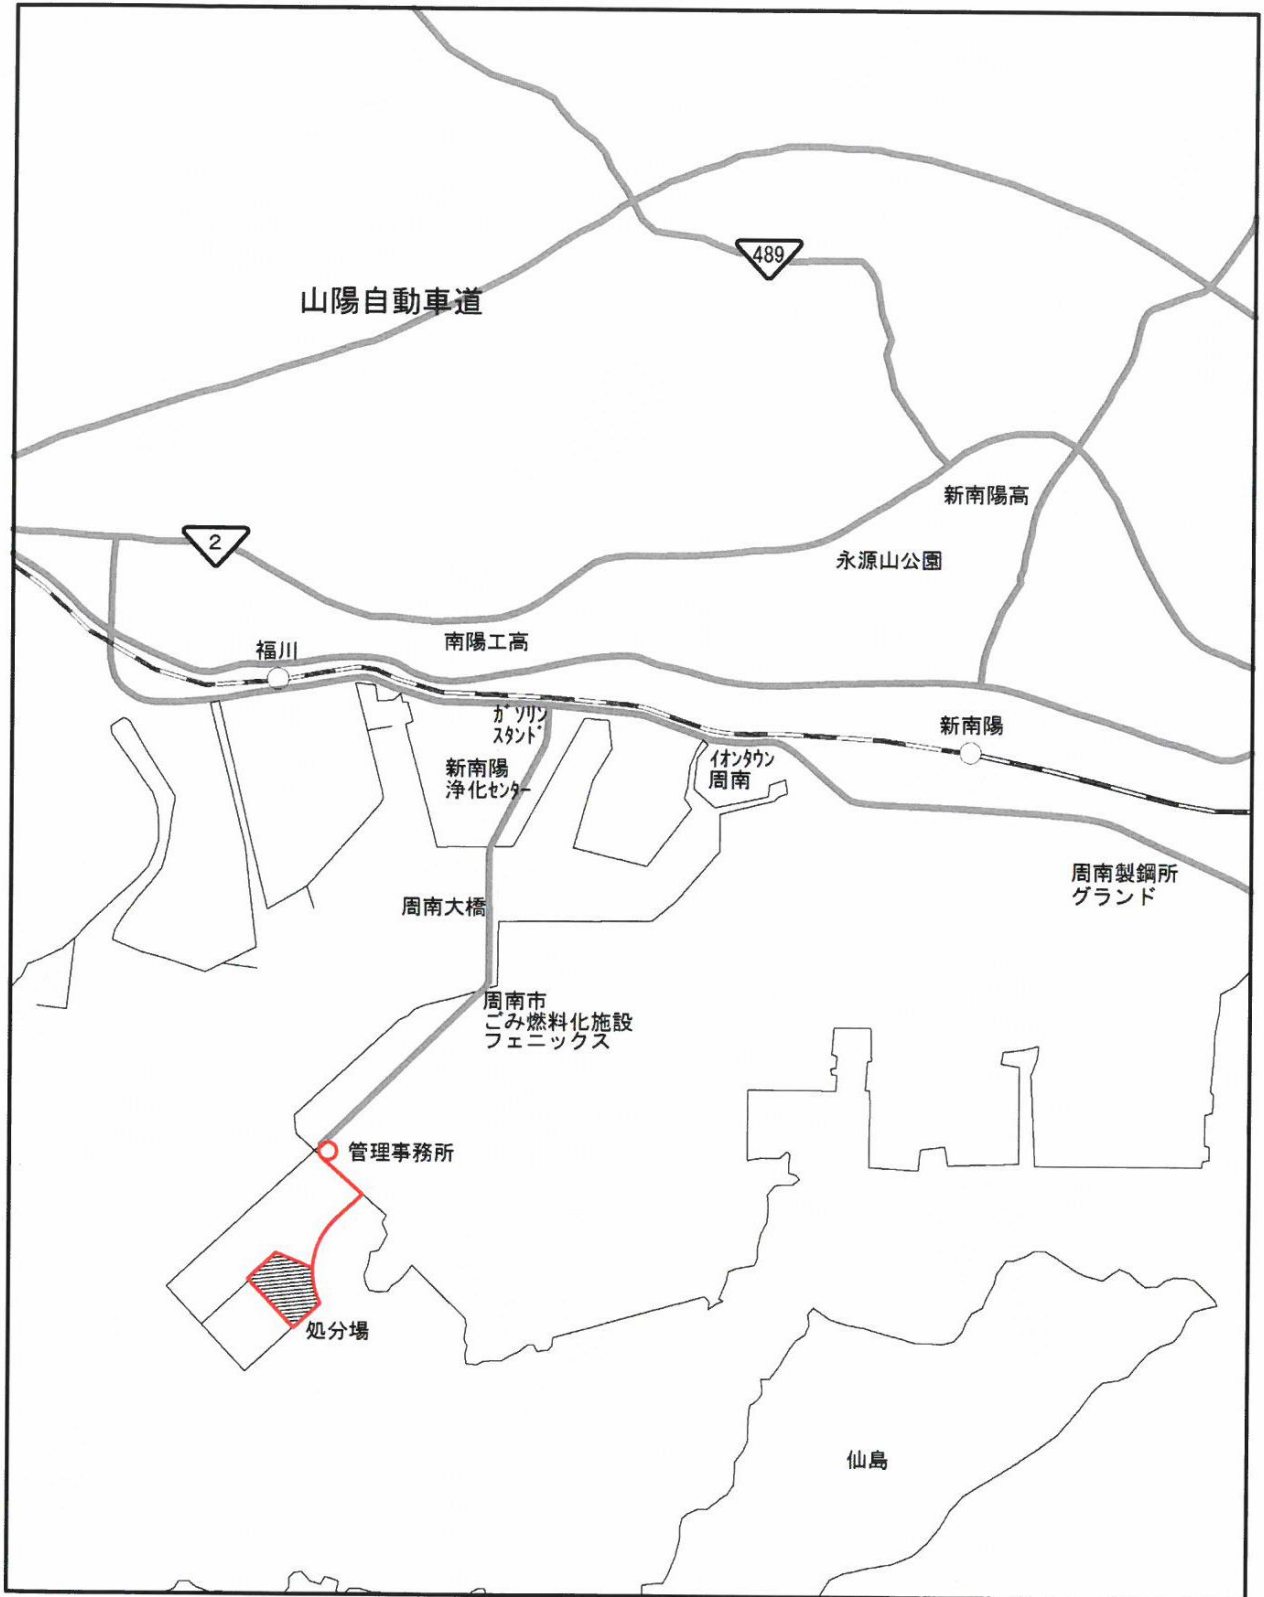 489
山陽自動車道
新南陽高
2
永源山公園
南陽工高
福川
ガソリン
スタンド
新南陽
イオンタウン
周南
新南陽
浄化センター
周南製鋼所
グランド
周南大橋
周南市
ごみ燃料化施設
フェニックス
管理事務所
処分場
仙島